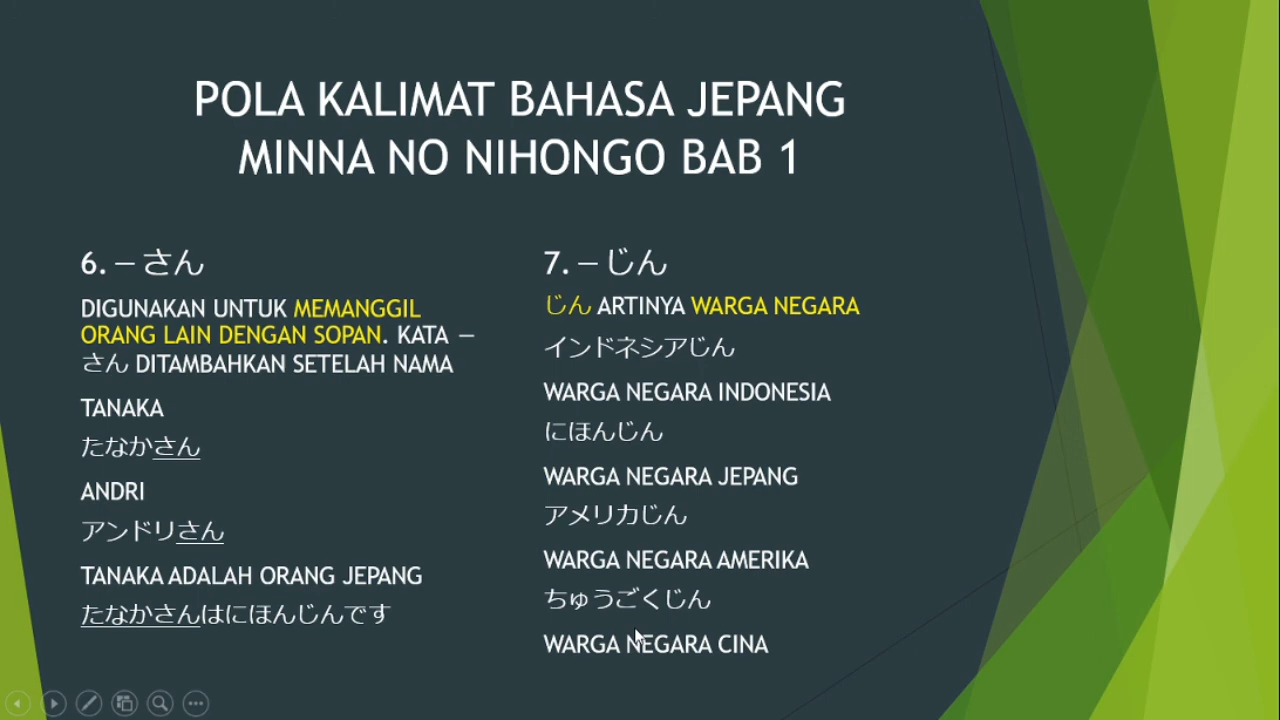 POLA KALIMAT BAHASA JEPANG
MINNA NO NIHONGO BAB 1
6. – さん
DIGUNAKAN UNTUK MEMANGGIL
ORANG LAIN DENGAN SOPAN. KATA –
さん DITAMBAHKAN SETELAH NAMA
TANAKA
たなかさん
ANDRI
アンドリさん
TANAKA ADALAH ORANG JEPANG
たなかさんはにほんじんです
7. – じん
じん ARTINYA WARGA NEGARA
インドネシアじん
WARGA NEGARA INDONESIA
にほんじん
WARGA NEGARA JEPANG
アメリカじん
WARGA NEGARA AMERIKA
ちゅうごくじん
WARGA NEGARA CINA